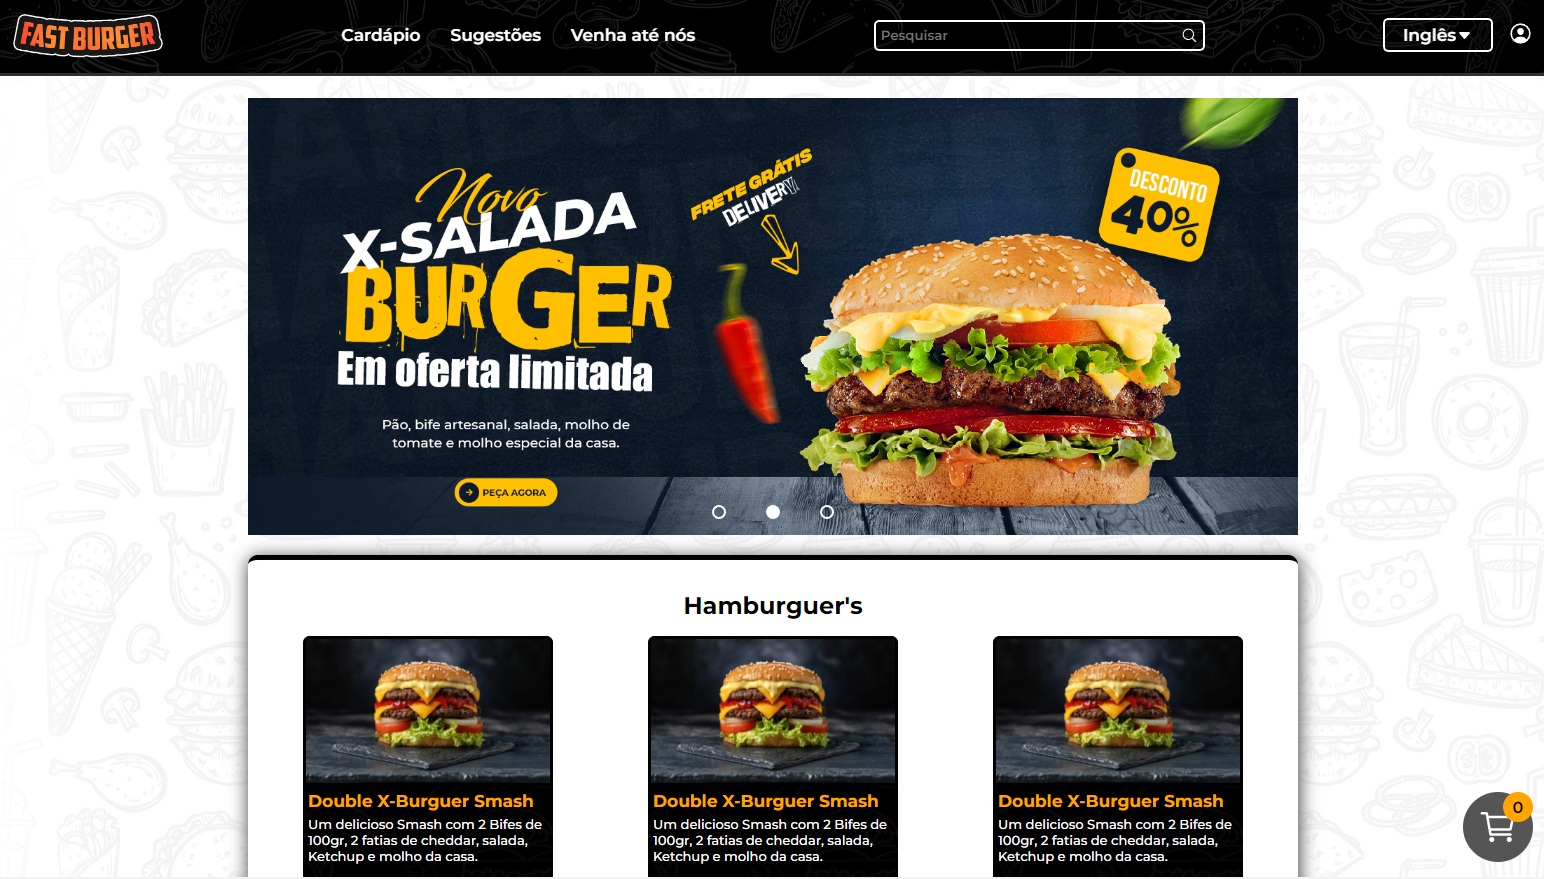 FAST BURGER
Cardápio
Sugestões
Venha até nós
Pesquisar
Inglês
Novo
X-SALADA
BURGER
Em oferta limitada
Pão, bife artesanal, salada, molho de
tomate e molho especial da casa.
PEÇA AGORA
FRETE GRÁTIS
DELIVERY
DESCONTO
40%
Hamburguer's
Double X-Burguer Smash
Um delicioso Smash com 2 Bifes de
100gr, 2 fatias de cheddar, salada,
Ketchup e molho da casa.
Double X-Burguer Smash
Um delicioso Smash com 2 Bifes de
100gr, 2 fatias de cheddar, salada,
Ketchup e molho da casa.
Double X-Burguer Smash
Um delicioso Smash com 2 Bifes de
100gr, 2 fatias de cheddar, salada,
Ketchup e molho da casa.
0